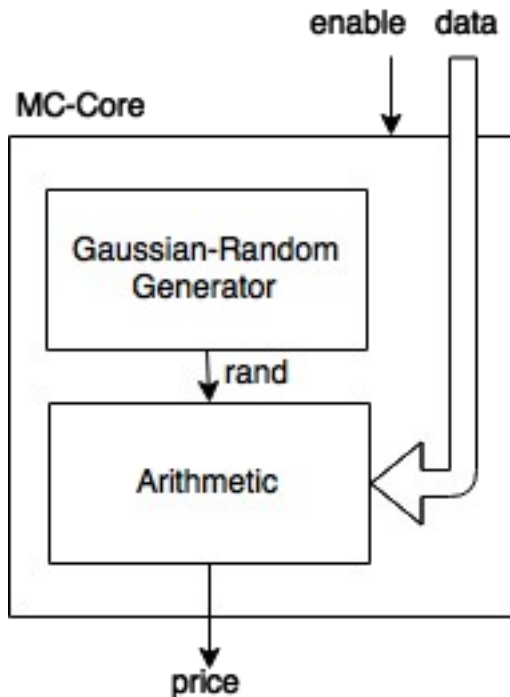 enable data
MC-Core
Gaussian-Random
Generator
rand
Arithmetic
price